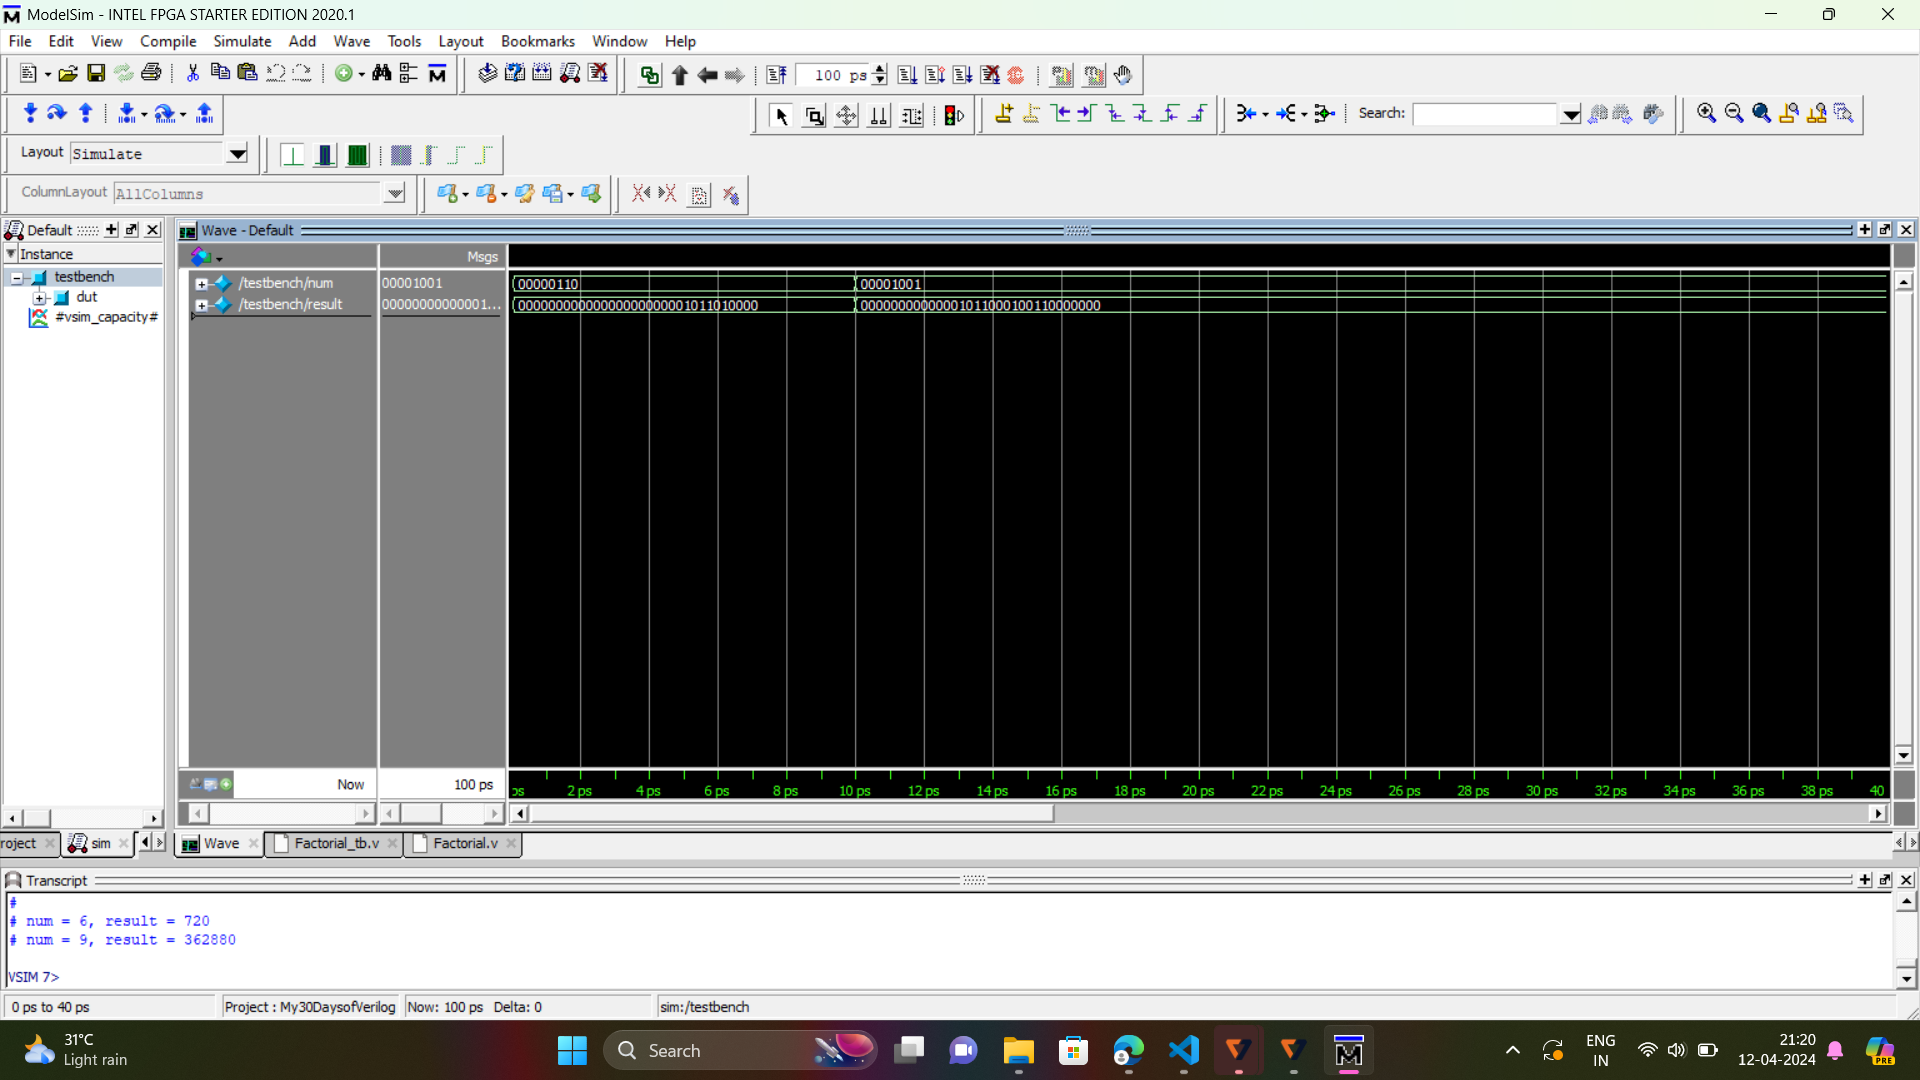 ModelSim - INTEL FPGA STARTER EDITION 2020.1
File Edit View Compile Simulate Add Wave Tools Layout Bookmarks Window Help
100 ps
Search:
Layout Simulate
ColumnLayout AllColumns
Default
Instance
testbench
dut
#vsim_capacity#
Wave - Default
Msgs
/testbench/num 00001001 00000110 00001001
/testbench/result 00000000000001... 00000000000000000000001011010000 00000000000001011000100110000000
Now 100 ps
ps 2 ps 4 ps 6 ps 8 ps 10 ps 12 ps 14 ps 16 ps 18 ps 20 ps 22 ps 24 ps 26 ps 28 ps 30 ps 32 ps 34 ps 36 ps 38 ps 40
roject sim Wave Factorial_tb.v Factorial.v
Transcript
#
# num = 6, result = 720
# num = 9, result = 362880
VSIM 7>
0 ps to 40 ps Project : My30DaysofVerilog Now: 100 ps Delta: 0 sim:/testbench
31°C
Light rain
Search
ENG
IN
21:20
12-04-2024
PRE